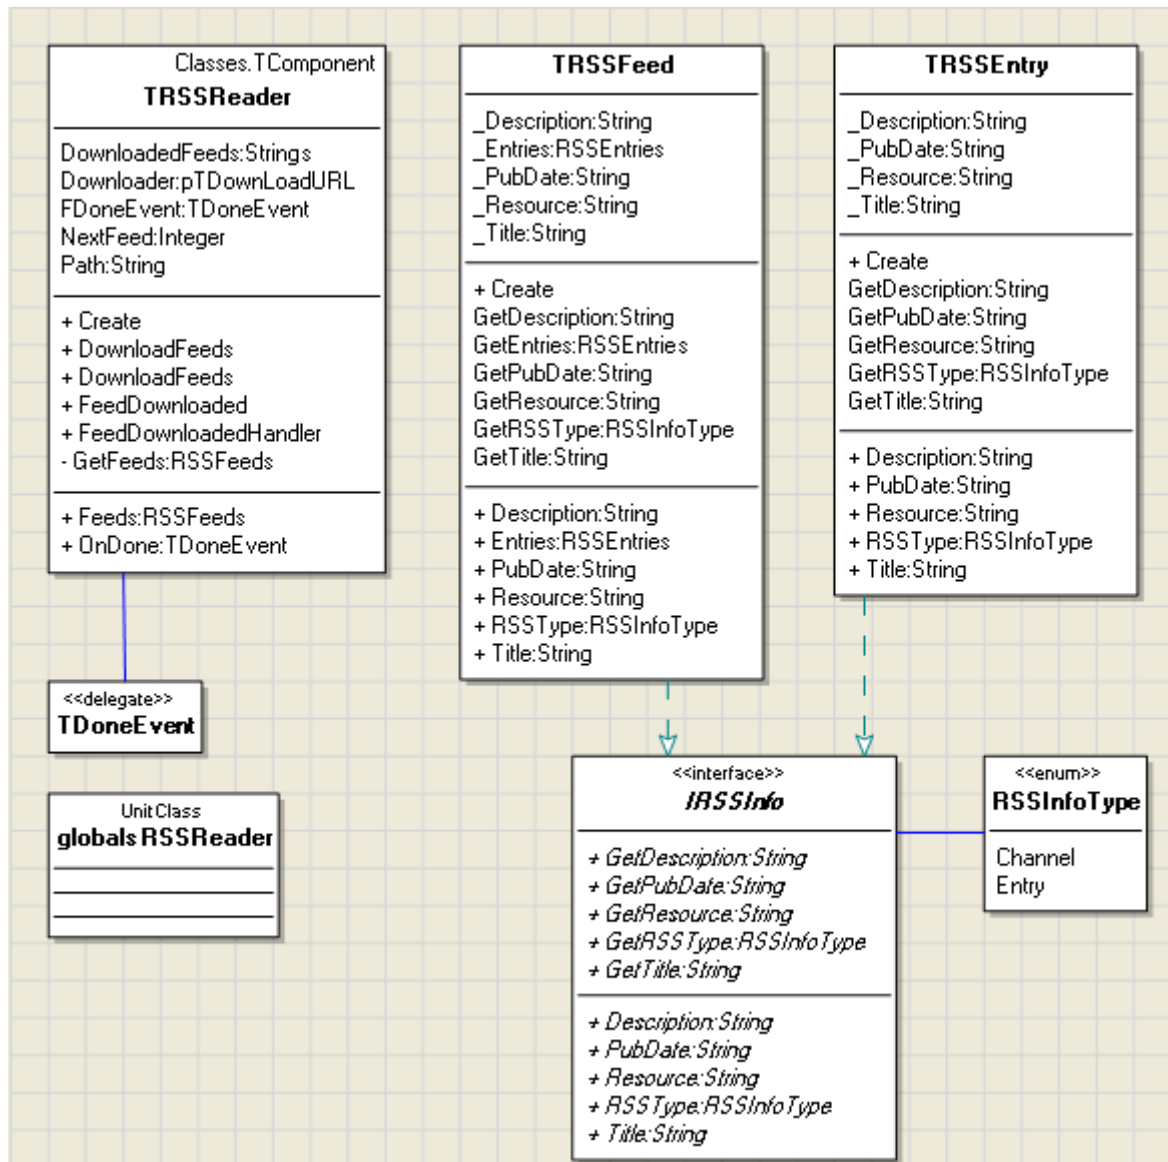 Classes.TComponent
TRSSReader
DownloadedFeeds:Strings
Downloader:pTDownLoadURL
FDoneEvent:TDoneEvent
NextFeed:Integer
Path:String
+ Create
+ DownloadFeeds
+ DownloadFeeds
+ FeedDownloaded
+ FeedDownloadedHandler
- GetFeeds:RSSFeeds
+ Feeds:RSSFeeds
+ OnDone:TDoneEvent
<<delegate>>
TDoneEvent
UnitClass
globalsRSSReader
TRSSFeed
_Description:String
_Entries:RSSEntries
_PubDate:String
_Resource:String
_Title:String
+ Create
GetDescription:String
GetEntries:RSSEntries
GetPubDate:String
GetResource:String
GetRSSType:RSSInfoType
GetTitle:String
+ Description:String
+ Entries:RSSEntries
+ PubDate:String
+ Resource:String
+ RSSType:RSSInfoType
+ Title:String
TRSSEntry
_Description:String
_PubDate:String
_Resource:String
_Title:String
+ Create
GetDescription:String
GetPubDate:String
GetResource:String
GetRSSType:RSSInfoType
GetTitle:String
+ Description:String
+ PubDate:String
+ Resource:String
+ RSSType:RSSInfoType
+ Title:String
<<interface>>
IRSSInfo
+ GetDescription:String
+ GetPubDate:String
+ GetResource:String
+ GetRSSType:RSSInfoType
+ GetTitle:String
+ Description:String
+ PubDate:String
+ Resource:String
+ RSSType:RSSInfoType
+ Title:String
<<enum>>
RSSInfoType
Channel
Entry